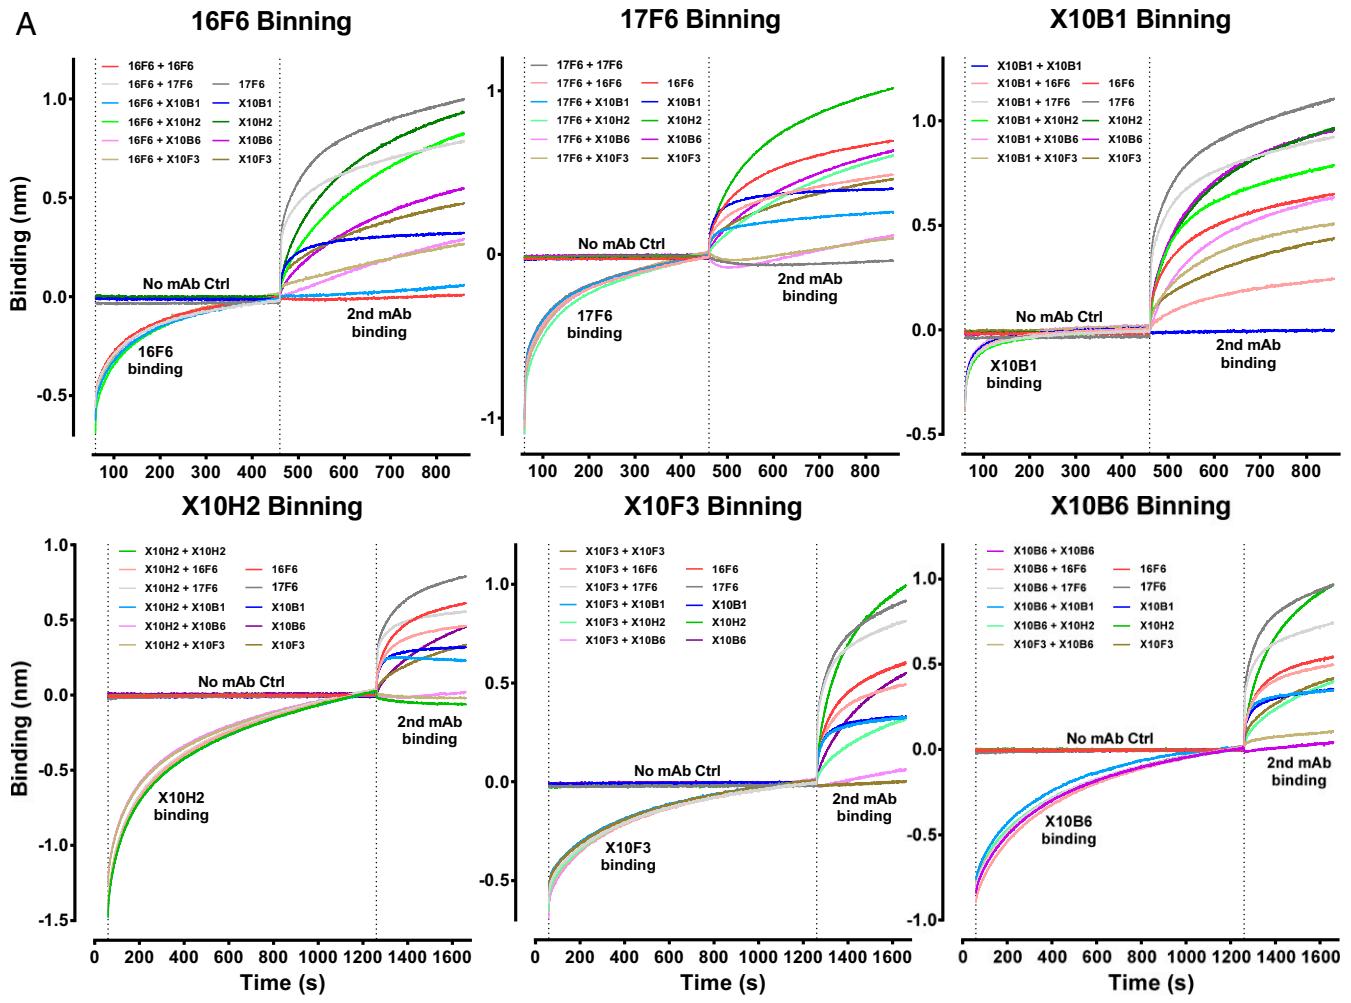 A
16F6 Binning
17F6 Binning
X10B1 Binning
16F6 + 16F6
16F6 + 17F6 17F6
16F6 + X10B1 X10B1
16F6 + X10H2 X10H2
16F6 + X10B6 X10B6
16F6 + X10F3 X10F3
Binding (nm)
1.0
0.5
0.0
-0.5
No mAb Ctrl
16F6
binding
2nd mAb
binding
100 200 300 400 500 600 700 800
17F6 + 17F6
17F6 + 16F6 16F6
17F6 + X10B1 X10B1
17F6 + X10H2 X10H2
17F6 + X10B6 X10B6
17F6 + X10F3 X10F3
1
0
-1
No mAb Ctrl
17F6
binding
2nd mAb
binding
100 200 300 400 500 600 700 800
X10B1 + X10B1
X10B1 + 16F6 16F6
X10B1 + 17F6 17F6
X10B1 + X10H2 X10H2
X10B1 + X10B6 X10B6
X10B1 + X10F3 X10F3
1.0
0.5
0.0
-0.5
No mAb Ctrl
X10B1
binding
2nd mAb
binding
100 200 300 400 500 600 700 800
X10H2 Binning
X10F3 Binning
X10B6 Binning
X10H2 + X10H2
X10H2 + 16F6 16F6
X10H2 + 17F6 17F6
X10H2 + X10B1 X10B1
X10H2 + X10B6 X10B6
X10H2 + X10F3 X10F3
Binding (nm)
1.0
0.5
0.0
-0.5
-1.0
-1.5
No mAb Ctrl
X10H2
binding
2nd mAb
binding
0 200 400 600 800 1000 1200 1400 1600
Time (s)
X10F3 + X10F3
X10F3 + 16F6 16F6
X10F3 + 17F6 17F6
X10F3 + X10B1 X10B1
X10F3 + X10H2 X10H2
X10F3 + X10B6 X10B6
1.0
0.5
0.0
-0.5
No mAb Ctrl
X10F3
binding
2nd mAb
binding
0 200 400 600 800 1000 1200 1400 1600
Time (s)
X10B6 + X10B6
X10B6 + 16F6 16F6
X10B6 + 17F6 17F6
X10B6 + X10B1 X10B1
X10B6 + X10H2 X10H2
X10F3 + X10B6 X10F3
1.0
0.5
0.0
-0.5
-1.0
No mAb Ctrl
X10B6
binding
2nd mAb
binding
0 200 400 600 800 1000 1200 1400 1600
Time (s)